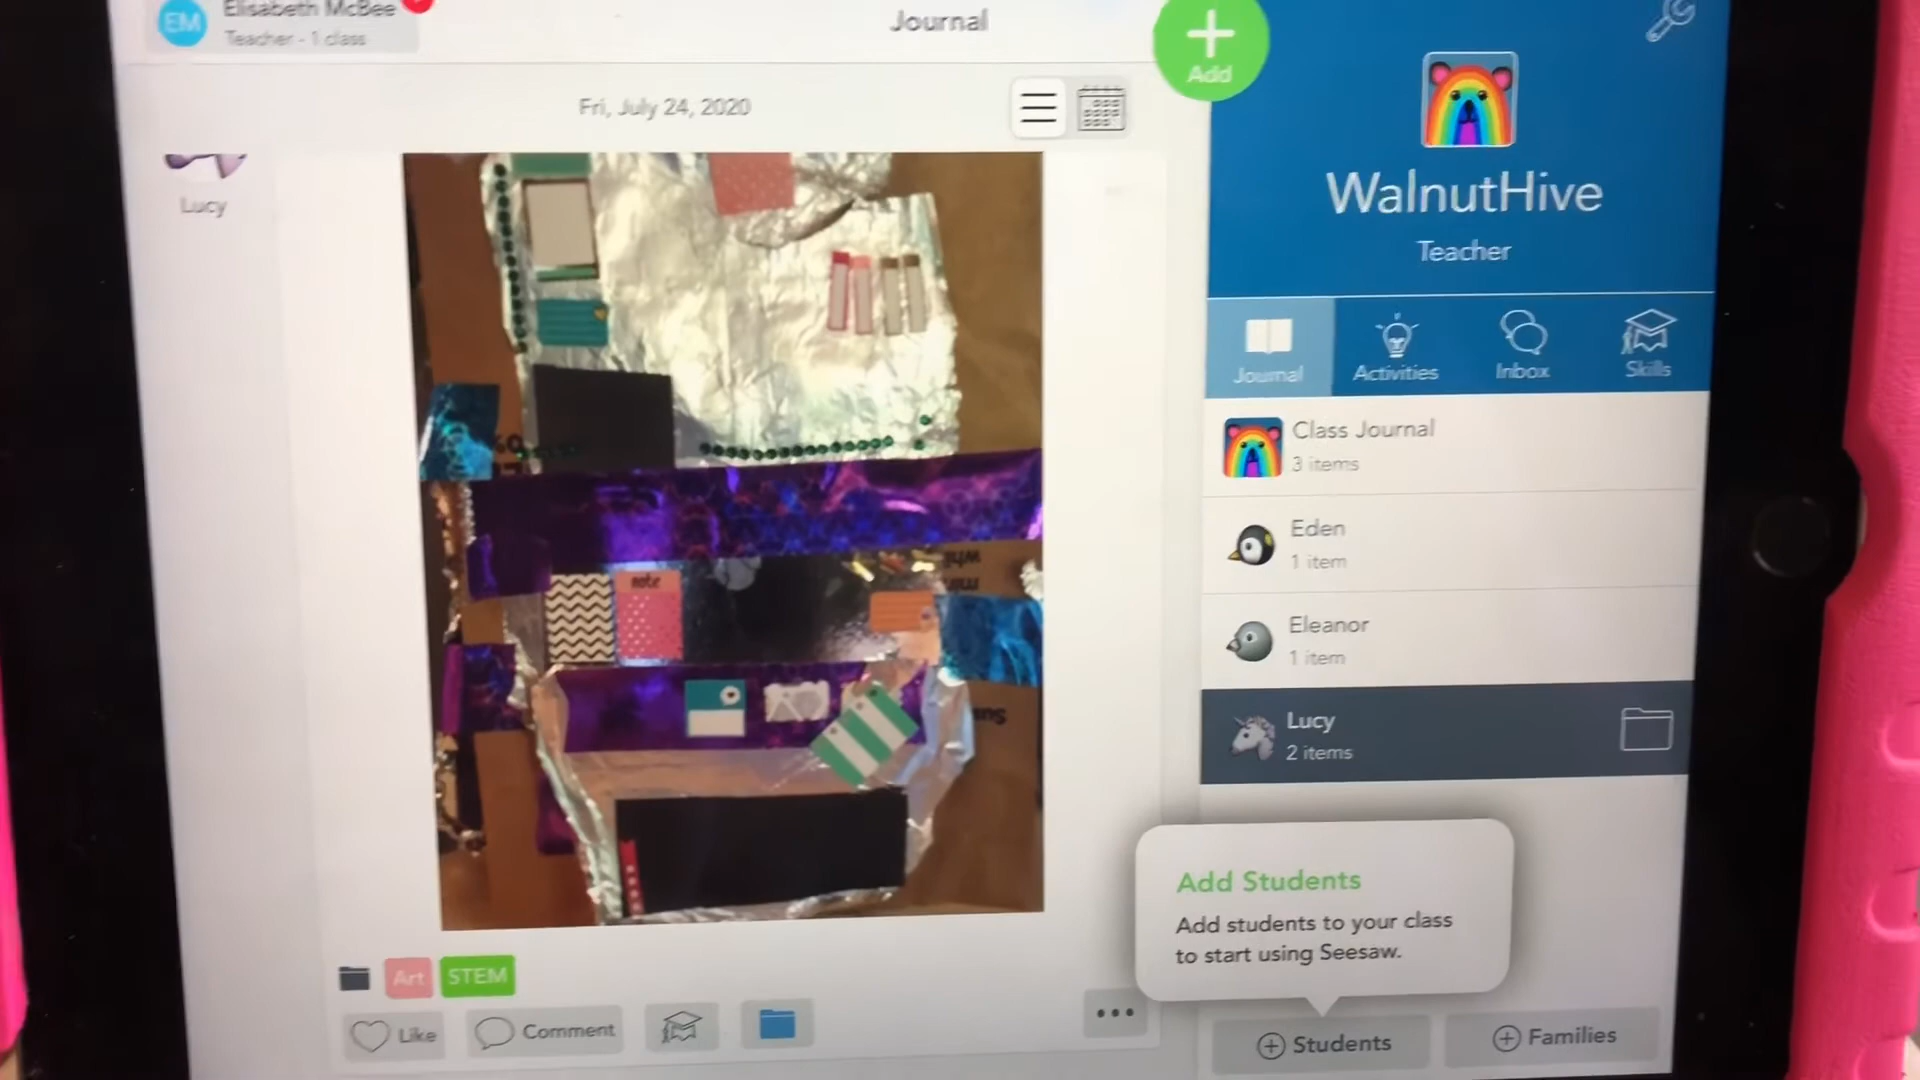 EM
Elisabeth McBee
Teacher - 1 class
Journal
Add
Fri, July 24, 2020
Lucy
note
Art
STEM
Like
Comment
WalnutHive
Teacher
Journal
Activities
Inbox
Skills
Class Journal
3 items
Eden
1 item
Eleanor
1 item
Lucy
2 items
Add Students
Add students to your class
to start using Seesaw.
Students
Families